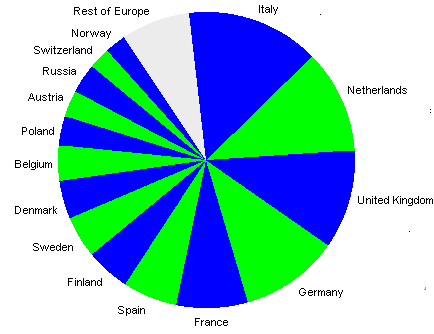 Rest of Europe
Italy
Norway
Switzerland
Russia
Netherlands
Austria
Poland
Belgium
United Kingdom
Denmark
Sweden
Finland
Germany
Spain
France